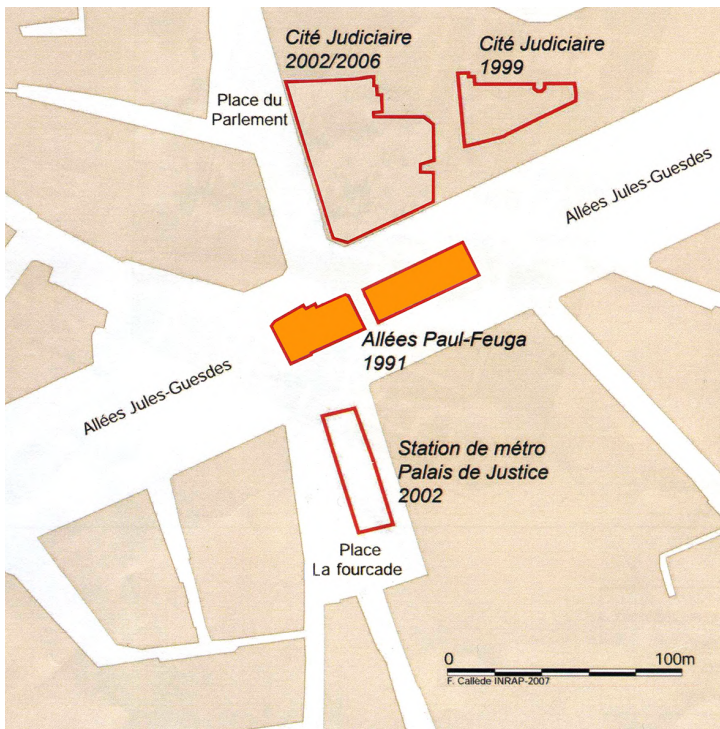 Cité Judiciaire
2002/2006
Cité Judiciaire
1999
Place du
Parlement
Allées Jules-Guesdes
Allées Paul-Feuga
1991
Allées Jules-Guesdes
Station de métro
Palais de Justice
2002
Place
La fourcade
0
100m
F. Callède INRAP-2007